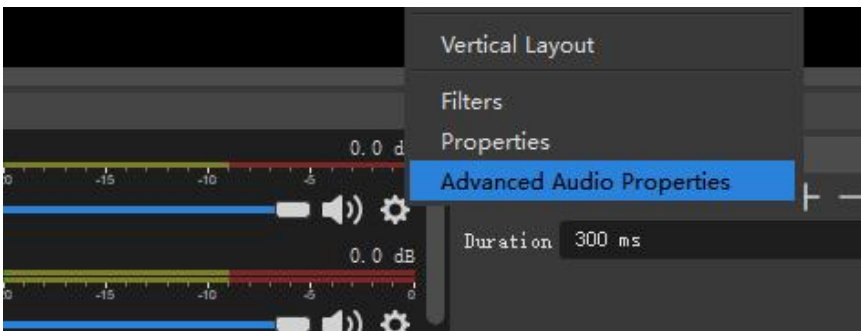 Vertical Layout
Filters
Properties
Advanced Audio Properties
0.0 d
-15 -10 -5
Duration 300 ms
0.0 dB
-15 -10 -5 0